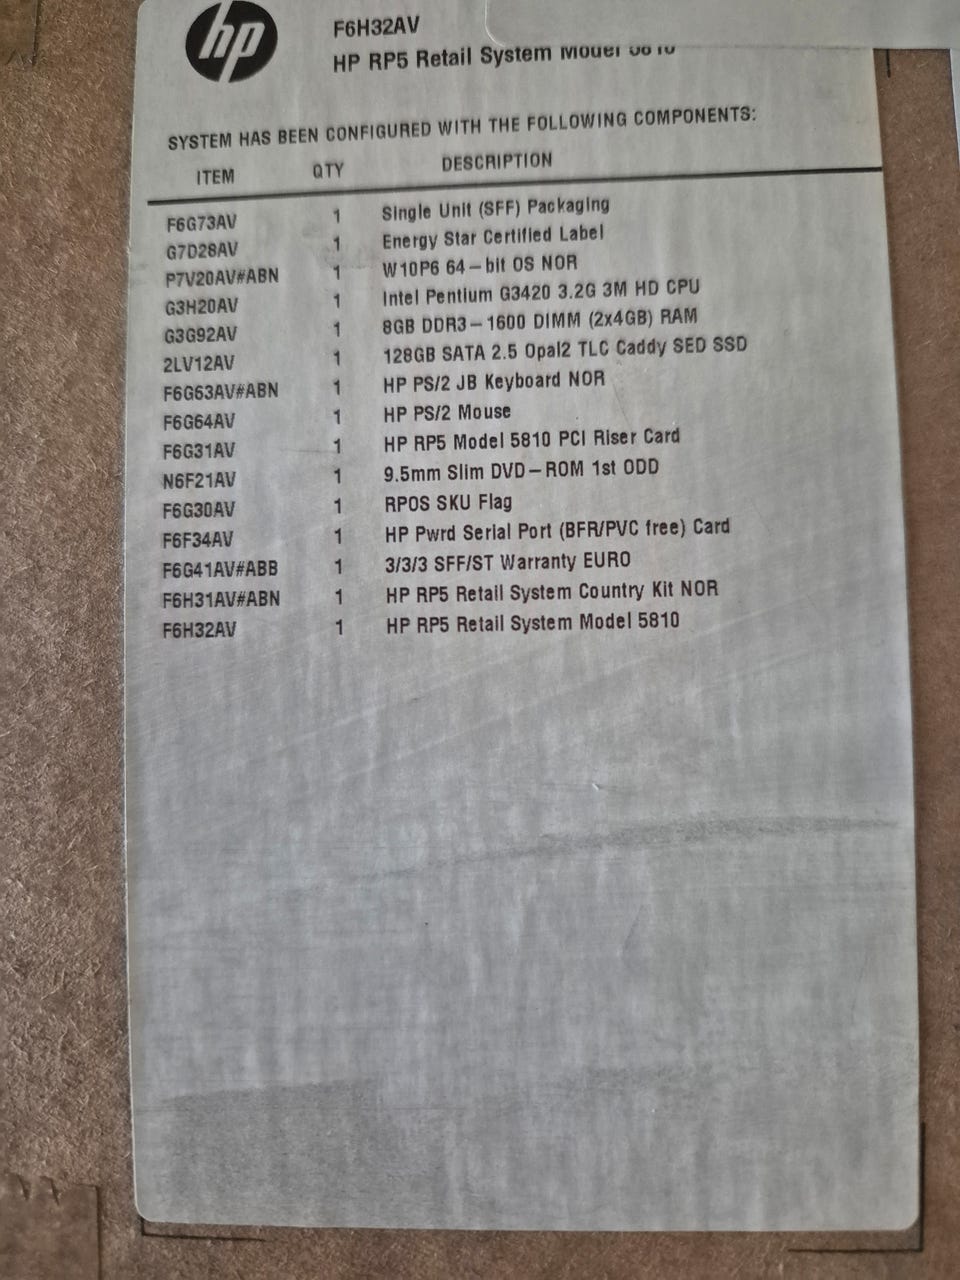 hp
F6H32AV
HP RP5 Retail System Model 5810
SYSTEM HAS BEEN CONFIGURED WITH THE FOLLOWING COMPONENTS:
ITEM QTY DESCRIPTION
F6G73AV 1 Single Unit (SFF) Packaging
G7D28AV 1 Energy Star Certified Label
P7V20AV#ABN 1 W10P6 64-bit OS NOR
G3H20AV 1 Intel Pentium G3420 3.2G 3M HD CPU
G3G92AV 1 8GB DDR3-1600 DIMM (2x4GB) RAM
2LV12AV 1 128GB SATA 2.5 Opal2 TLC Caddy SED SSD
F6G63AV#ABN 1 HP PS/2 JB Keyboard NOR
F6G64AV 1 HP PS/2 Mouse
F6G31AV 1 HP RP5 Model 5810 PCI Riser Card
N6F21AV 1 9.5mm Slim DVD-ROM 1st ODD
F6G30AV 1 RPOS SKU Flag
F6F34AV 1 HP Pwrd Serial Port (BFR/PVC free) Card
F6G41AV#ABB 1 3/3/3 SFF/ST Warranty EURO
F6H31AV#ABN 1 HP RP5 Retail System Country Kit NOR
F6H32AV 1 HP RP5 Retail System Model 5810